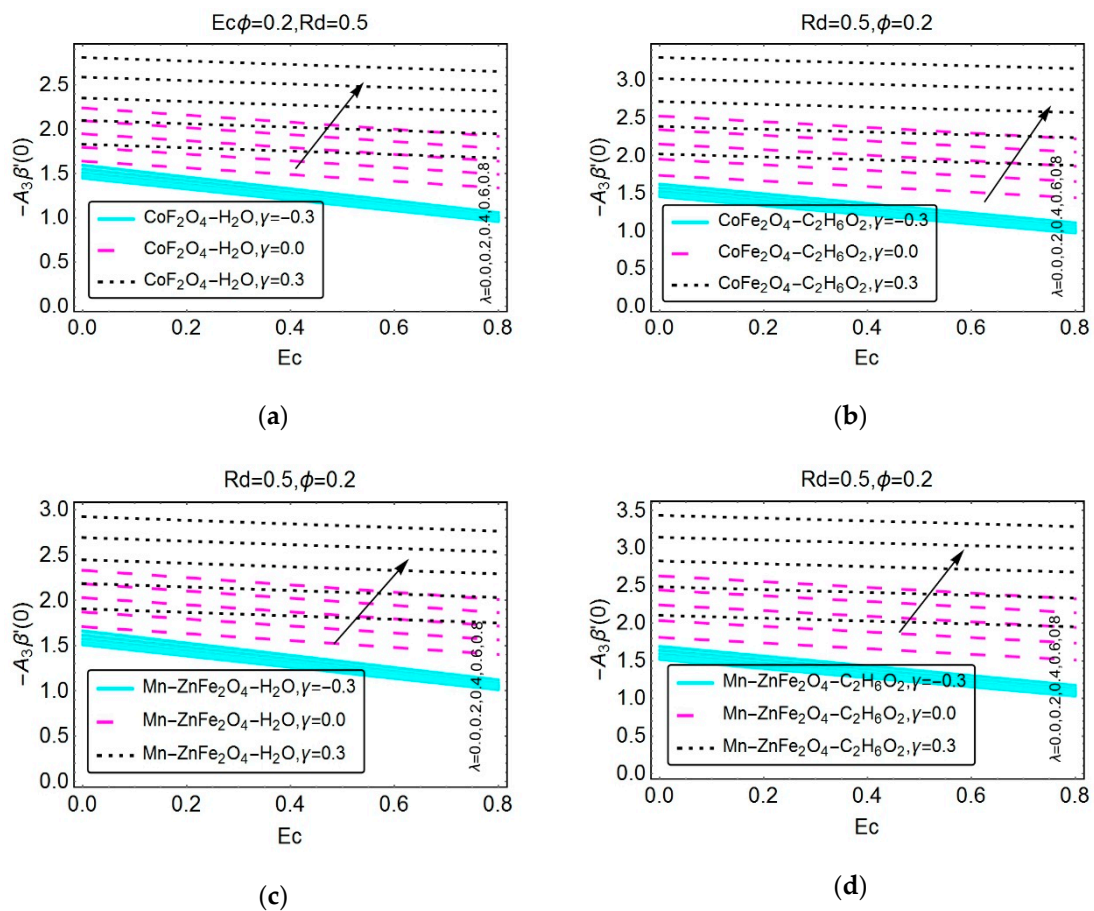 Ecϕ=0.2,Rd=0.5
−A₃β′(0)
2.5
2.0
1.5
1.0
0.5
0.0
CoF₂O₄−H₂O,γ=−0.3
CoF₂O₄−H₂O,γ=0.0
CoF₂O₄−H₂O,γ=0.3
λ=0.0,0.2,0.4,0.6,0.8
0.0 0.2 0.4 0.6 0.8
Ec
(a)
Rd=0.5,ϕ=0.2
−A₃β′(0)
3.0
2.5
2.0
1.5
1.0
0.5
0.0
CoFe₂O₄−C₂H₆O₂,γ=−0.3
CoFe₂O₄−C₂H₆O₂,γ=0.0
CoFe₂O₄−C₂H₆O₂,γ=0.3
λ=0.0,0.2,0.4,0.6,0.8
0.0 0.2 0.4 0.6 0.8
Ec
(b)
Rd=0.5,ϕ=0.2
−A₃β′(0)
3.0
2.5
2.0
1.5
1.0
0.5
0.0
Mn−ZnFe₂O₄−H₂O,γ=−0.3
Mn−ZnFe₂O₄−H₂O,γ=0.0
Mn−ZnFe₂O₄−H₂O,γ=0.3
λ=0.0,0.2,0.4,0.6,0.8
0.0 0.2 0.4 0.6 0.8
Ec
(c)
Rd=0.5,ϕ=0.2
−A₃β′(0)
3.5
3.0
2.5
2.0
1.5
1.0
0.5
0.0
Mn−ZnFe₂O₄−C₂H₆O₂,γ=−0.3
Mn−ZnFe₂O₄−C₂H₆O₂,γ=0.0
Mn−ZnFe₂O₄−C₂H₆O₂,γ=0.3
λ=0.0,0.2,0.4,0.6,0.8
0.0 0.2 0.4 0.6 0.8
Ec
(d)